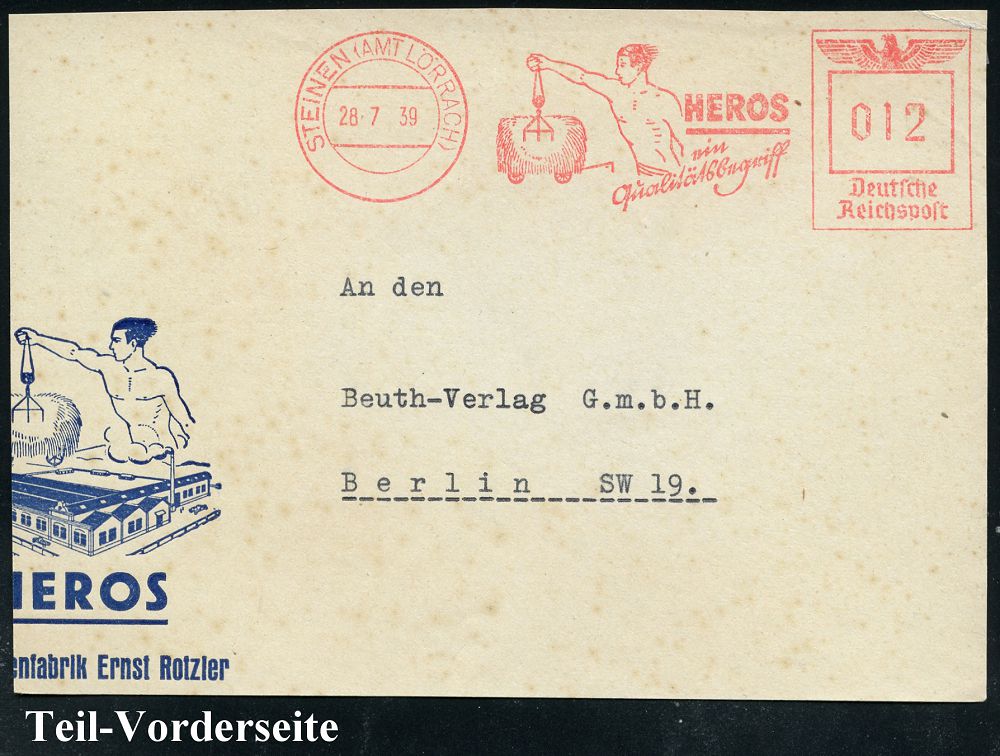 STEINEN (AMT LÖRRACH)
28.7 39
HEROS
ein
Qualitätsbegriff
012
Deutsche
Reichspost
An den
Beuth-Verlag G.m.b.H.
Berlin SW 19.
HEROS
enfabrik Ernst Rotzler
Teil-Vorderseite